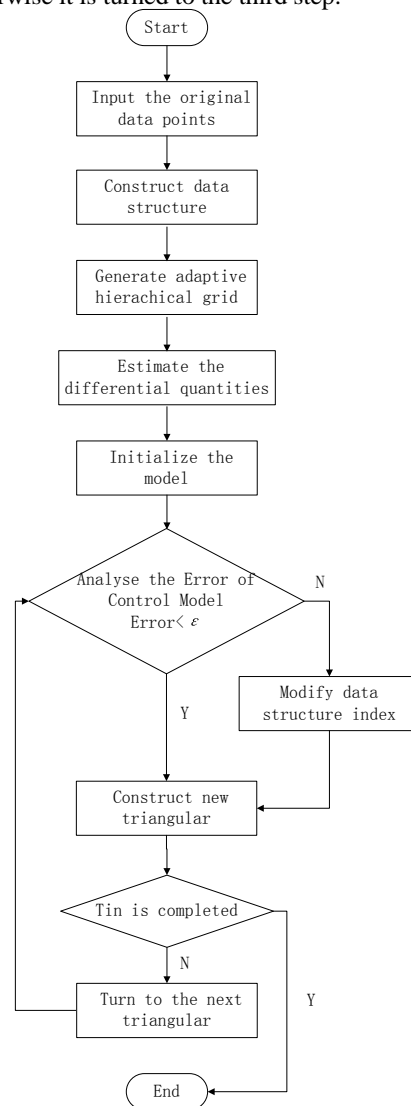 rwise it is turned to the third step.
Start
Input the original
data points
Construct data
structure
Generate adaptive
hierachical grid
Estimate the
differential quantities
Initialize the
model
Analyse the Error of
Control Model
Error< ε
N
Modify data
structure index
Y
Construct new
triangular
Tin is completed
N
Y
Turn to the next
triangular
End